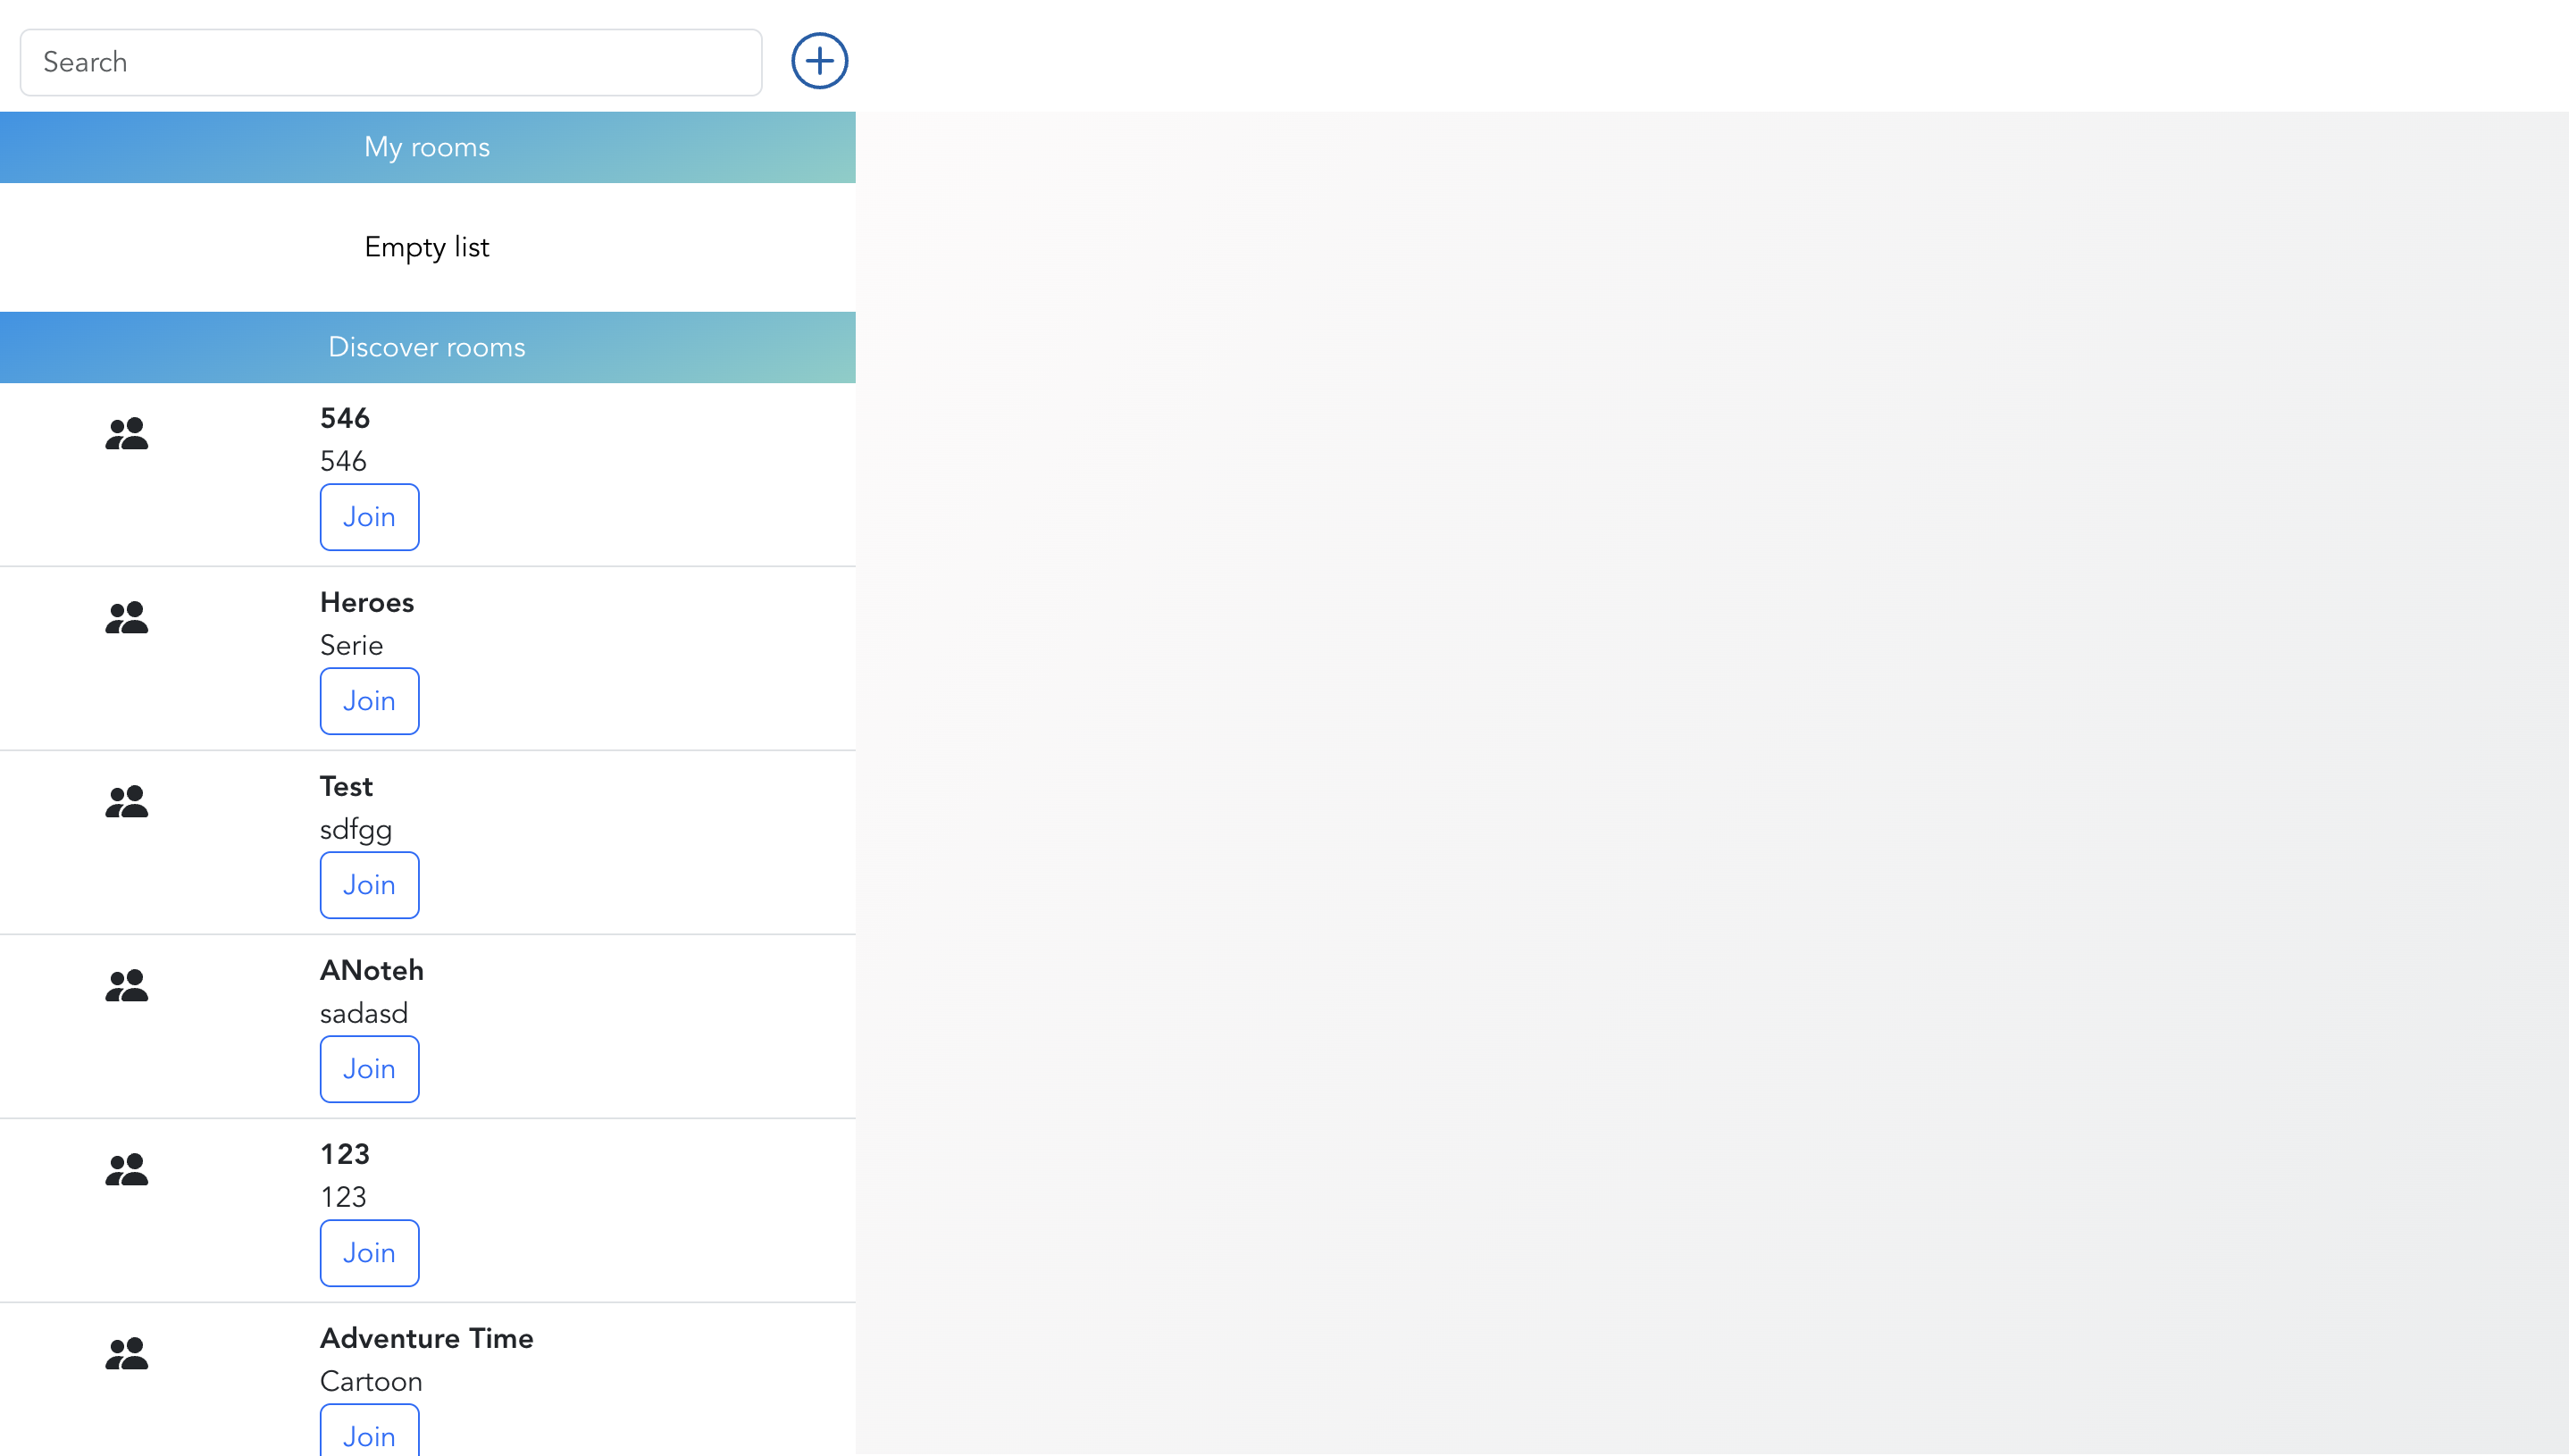 Search
My rooms
Empty list
Discover rooms
546
546
Join
Heroes
Serie
Join
Test
sdfgg
Join
ANoteh
sadasd
Join
123
123
Join
Adventure Time
Cartoon
Join